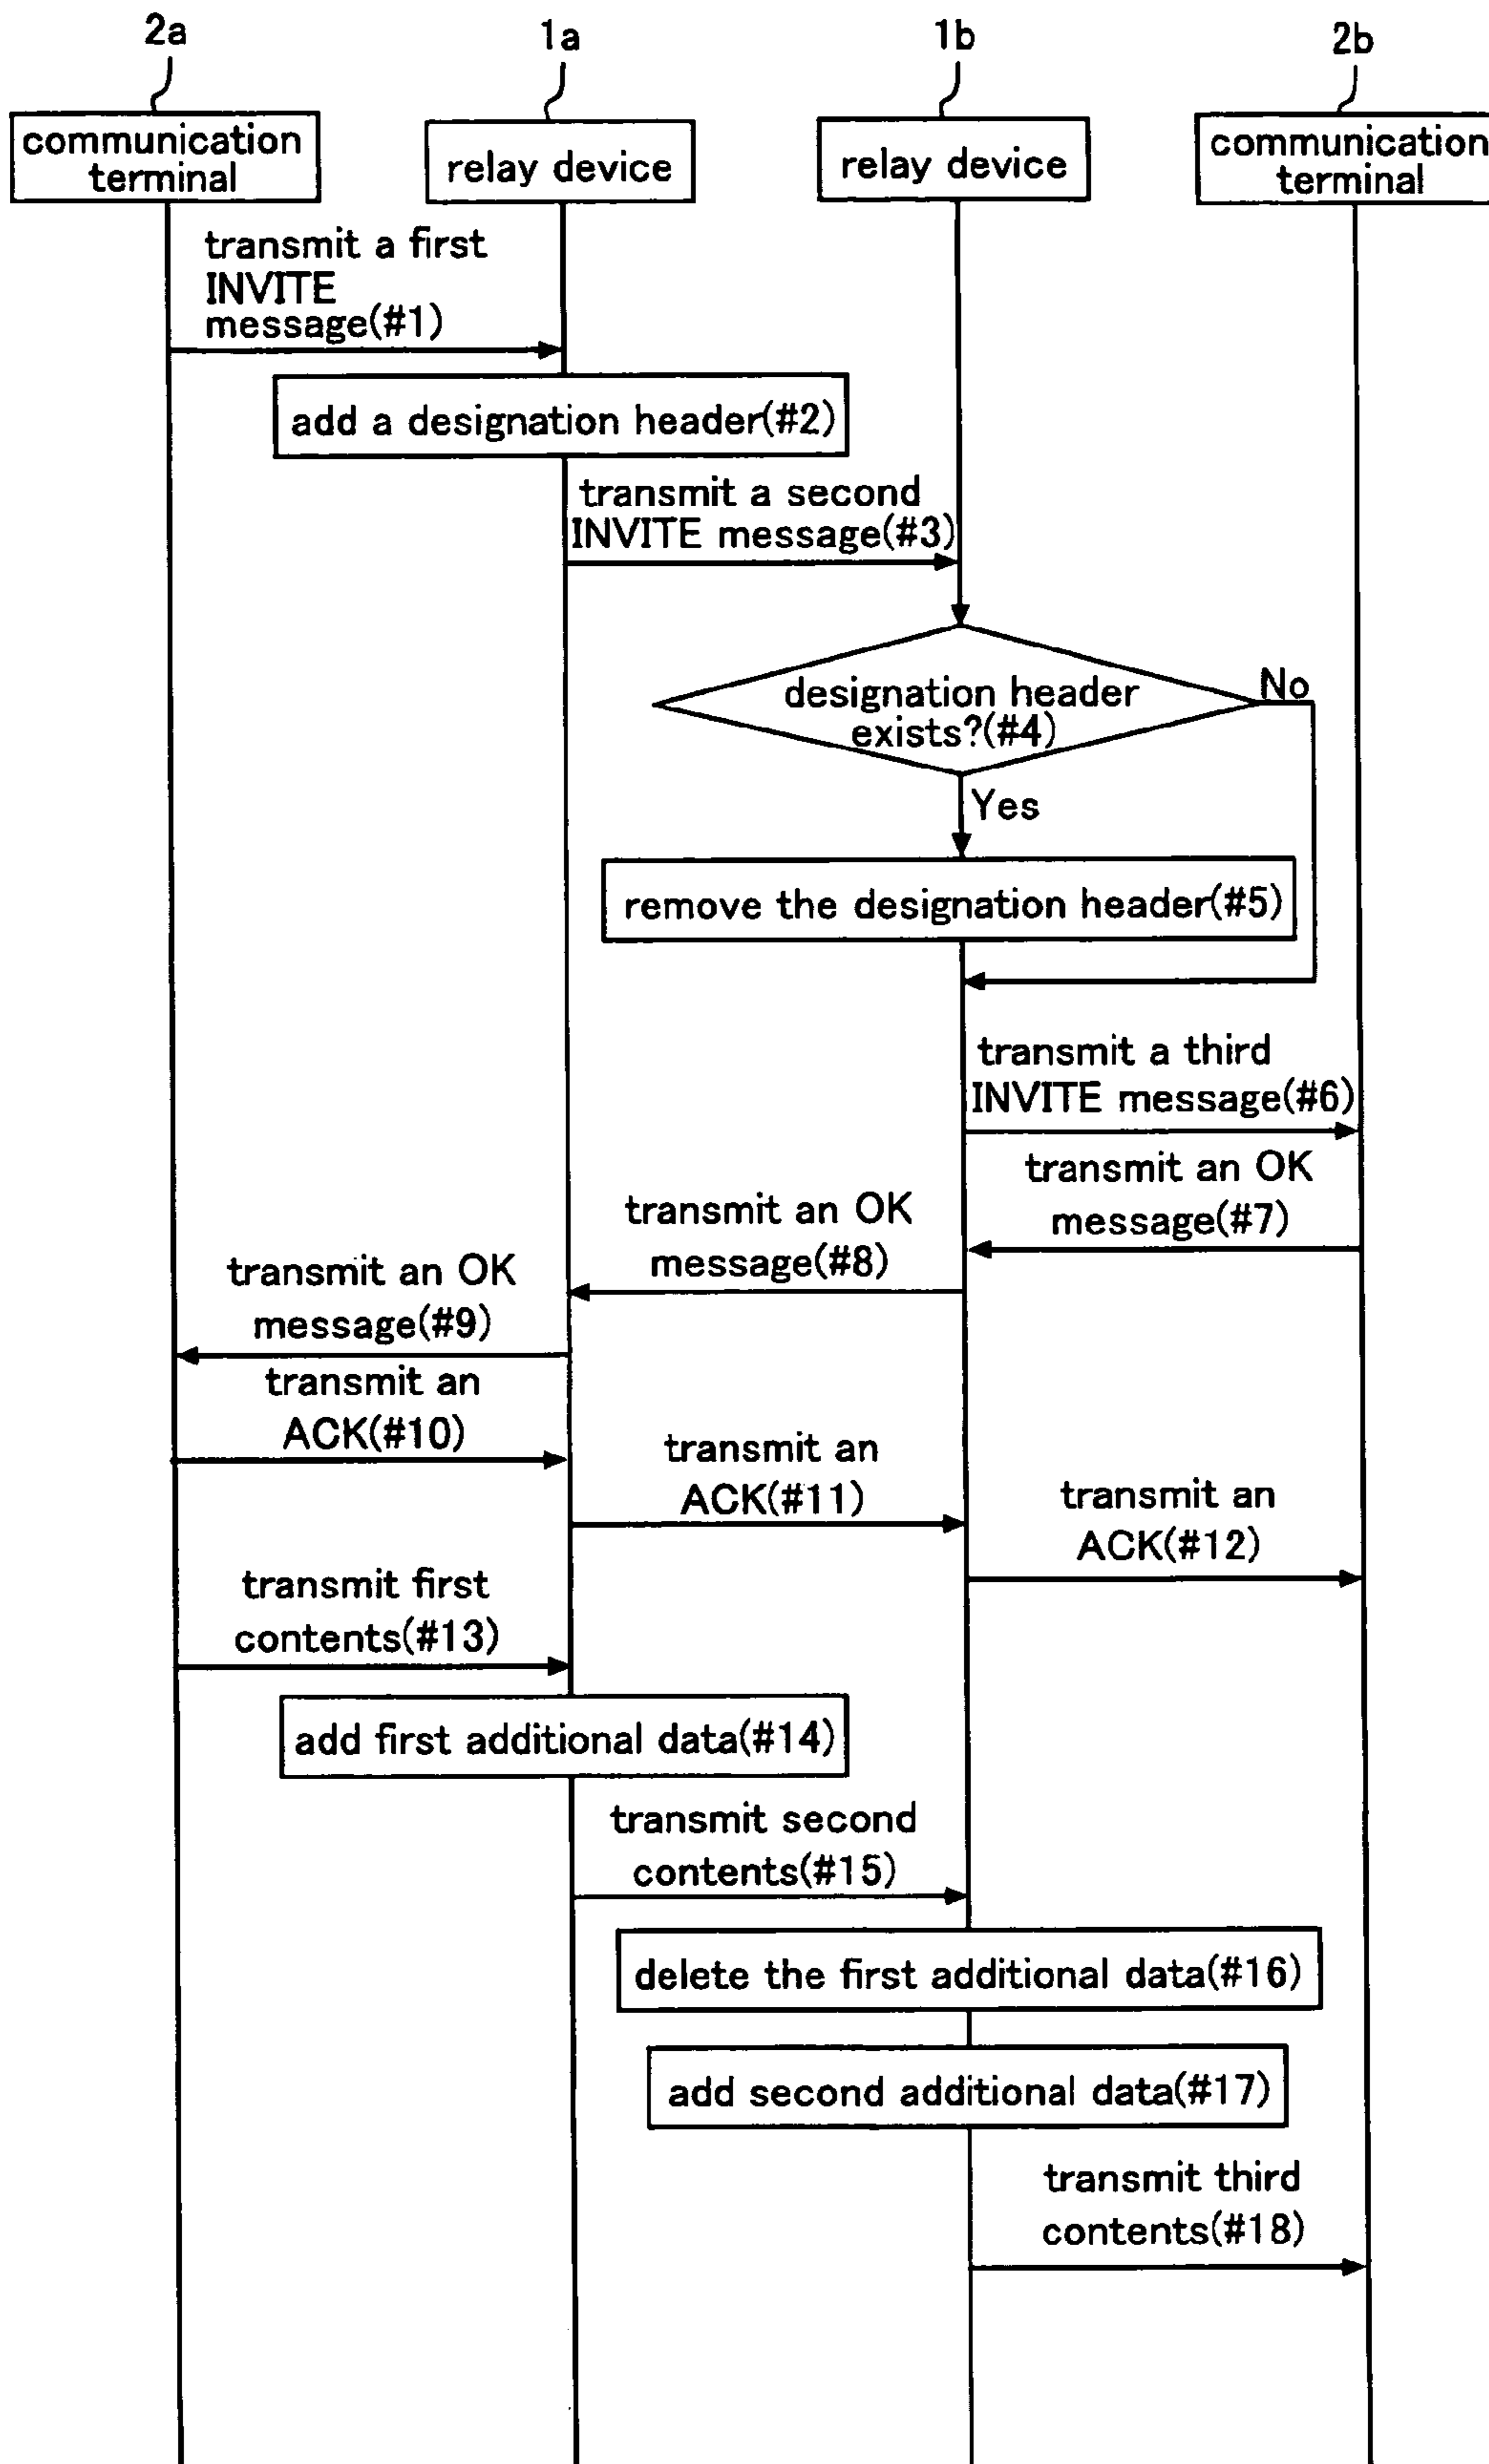 2a
1a
1b
2b
communication
terminal
relay device
relay device
communication
terminal
transmit a first
INVITE
message(#1)
add a designation header(#2)
transmit a second
INVITE message(#3)
designation header
exists?(#4)
No
Yes
remove the designation header(#5)
transmit a third
INVITE message(#6)
transmit an OK
message(#7)
transmit an OK
message(#8)
transmit an OK
message(#9)
transmit an
ACK(#10)
transmit an
ACK(#11)
transmit an
ACK(#12)
transmit first
contents(#13)
add first additional data(#14)
transmit second
contents(#15)
delete the first additional data(#16)
add second additional data(#17)
transmit third
contents(#18)